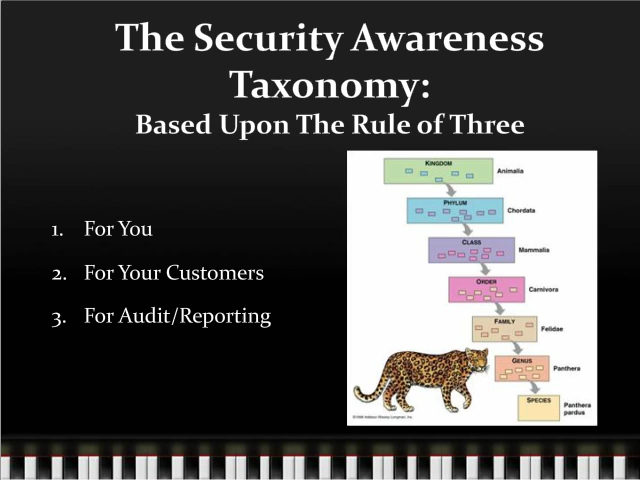 The Security Awareness
Taxonomy:
Based Upon The Rule of Three
1. For You
2. For Your Customers
3. For Audit/Reporting
KINGDOM
Animalia
PHYLUM
Chordata
CLASS
Mammalia
ORDER
Carnivora
FAMILY
Felidae
GENUS
Panthera
SPECIES
Panthera
pardus